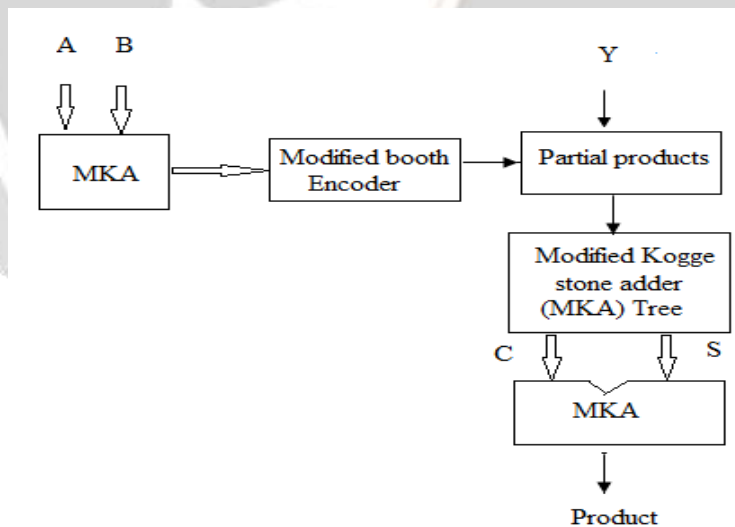 A B
Y
MKA
Modified booth
Encoder
Partial products
Modified Kogge
stone adder
(MKA) Tree
C
S
MKA
Product